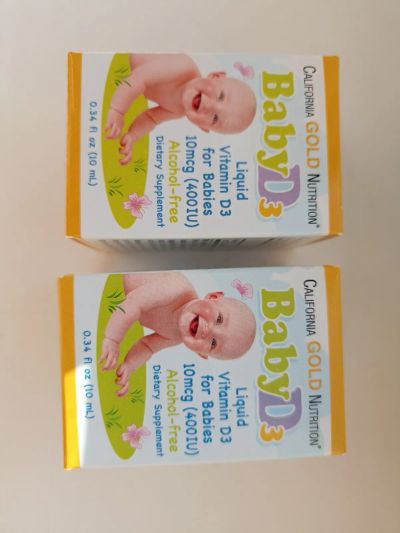 CALIFORNIA GOLD NUTRITION®
BabyD3
Liquid
Vitamin D3
for Babies
10mcg (400IU)
Alcohol-free
Dietary Supplement
0.34 fl oz (10 mL)
CALIFORNIA GOLD NUTRITION®
BabyD3
Liquid
Vitamin D3
for Babies
10mcg (400IU)
Alcohol-free
Dietary Supplement
0.34 fl oz (10 mL)